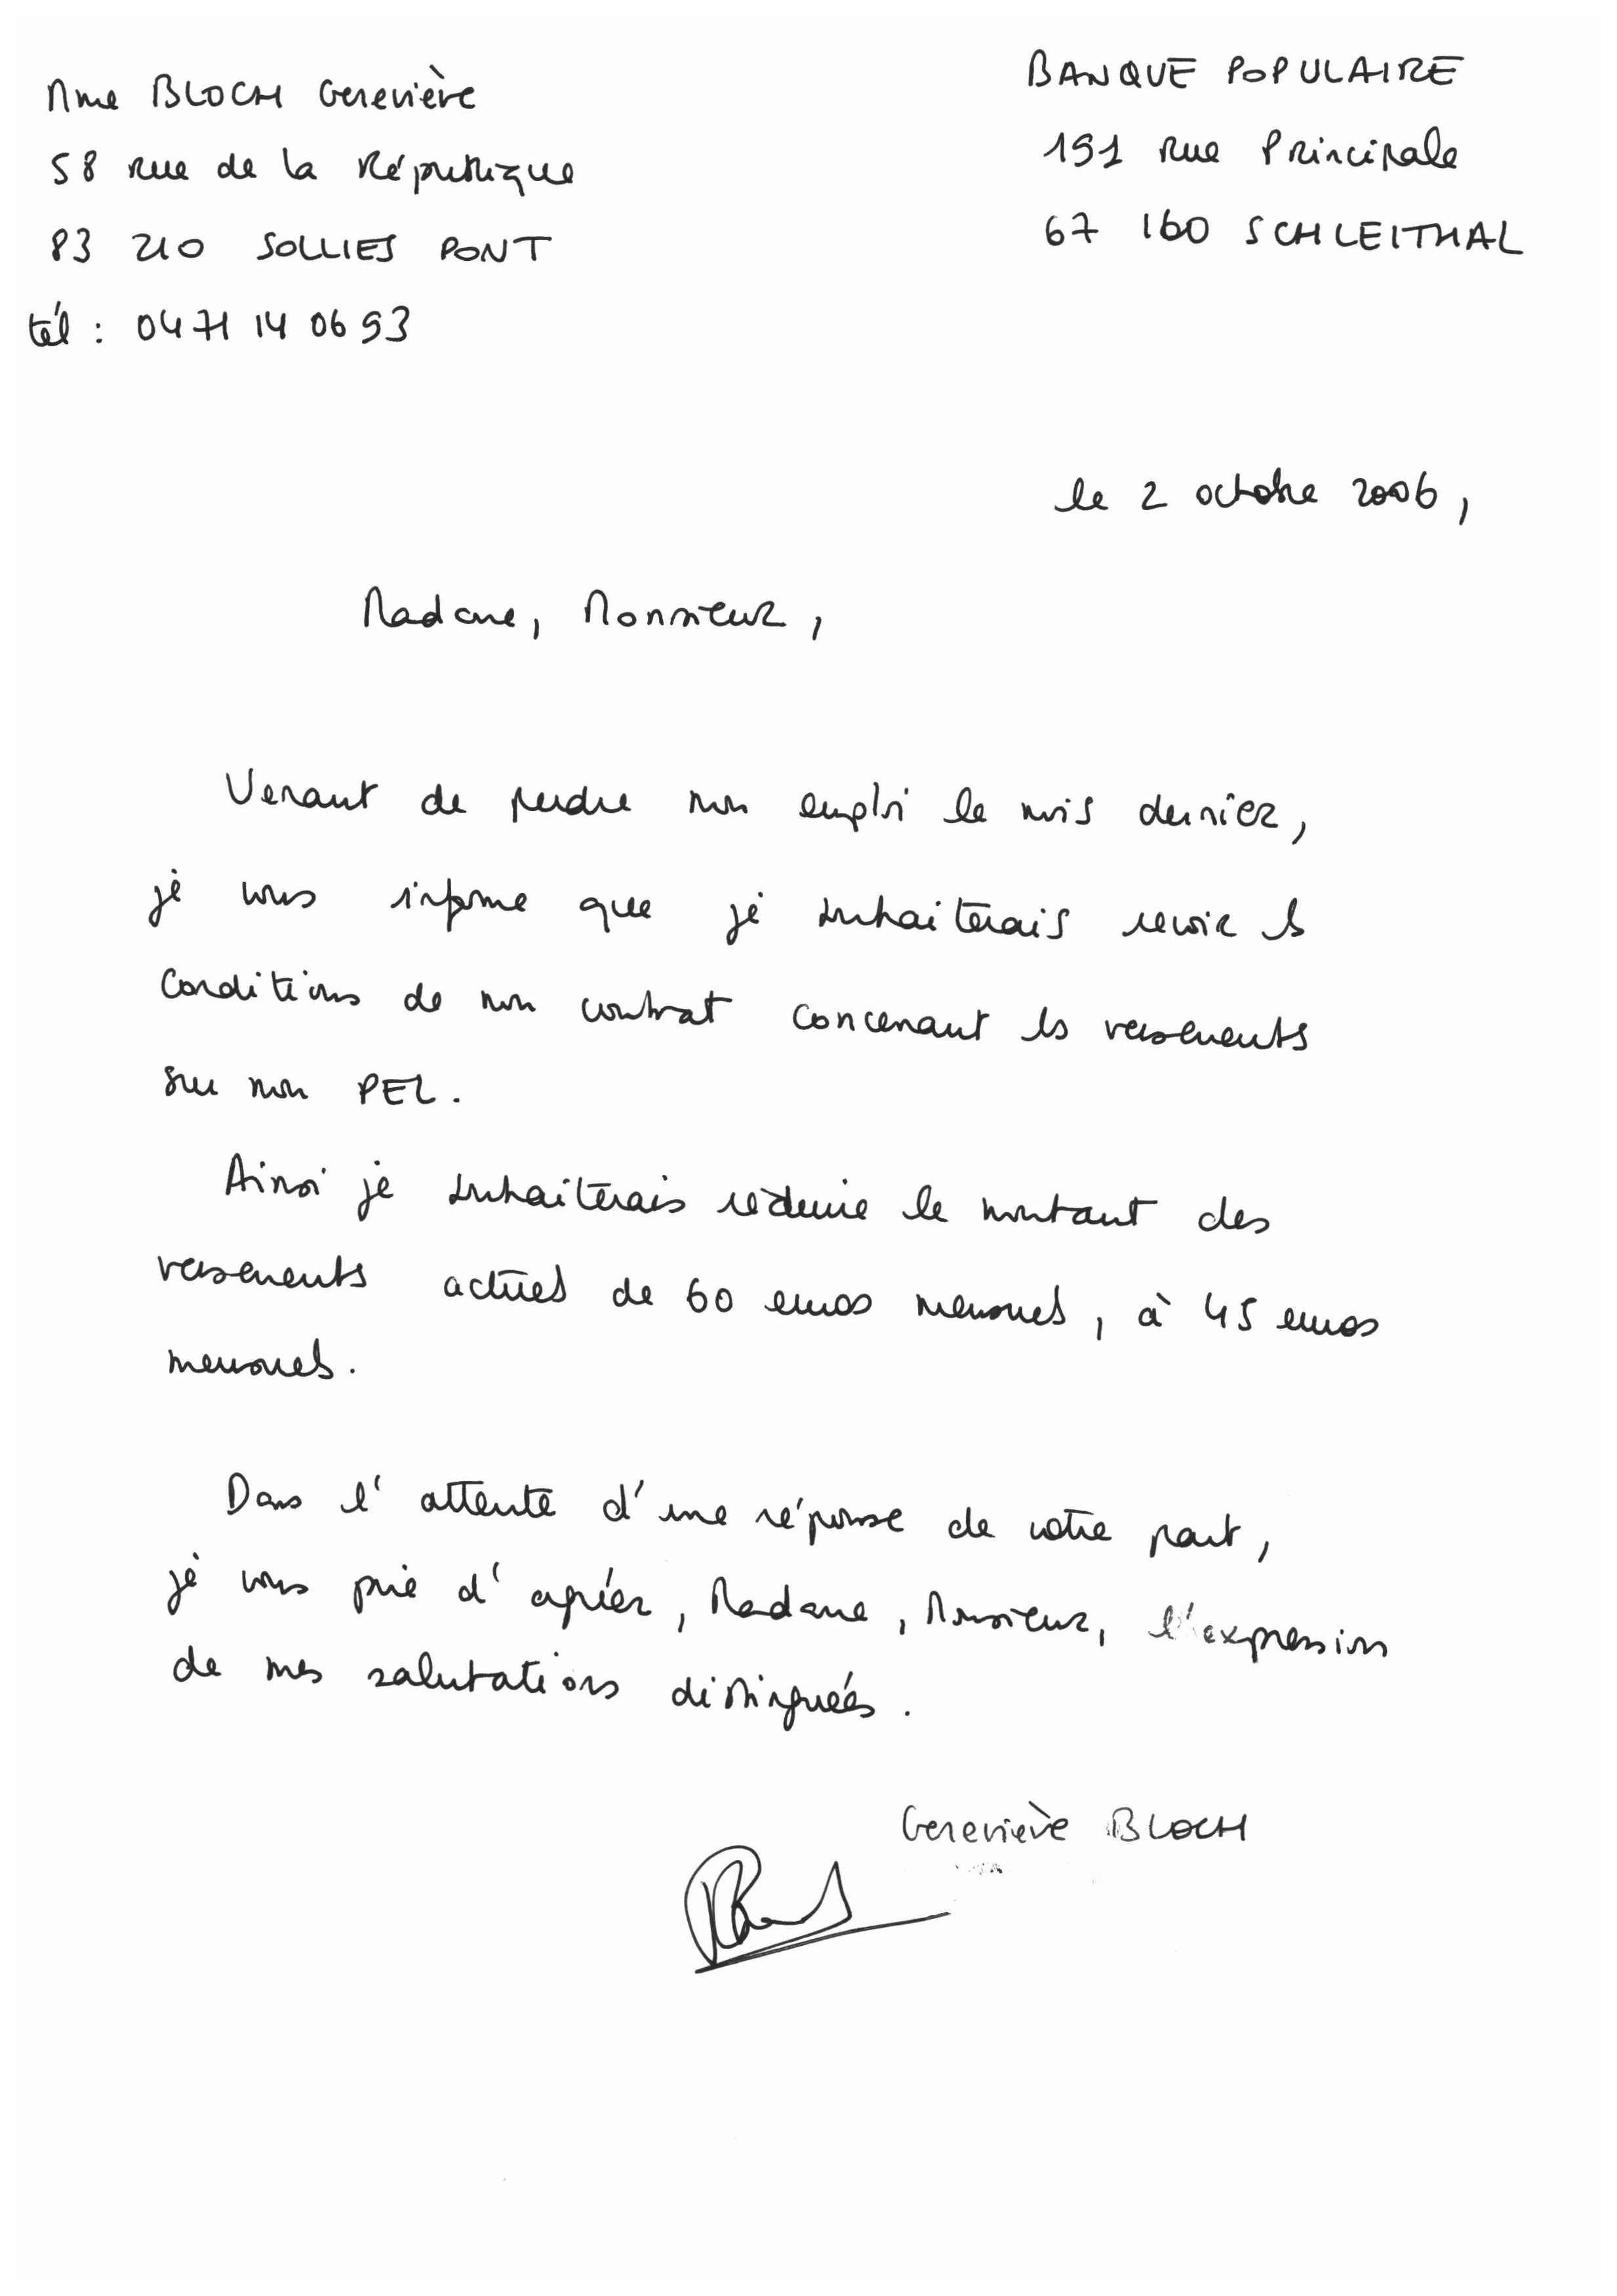 Mme BLOCH Geneviève
58 rue de la République
83 210 SOLLIES PONT
tél : 04 71 14 06 93
BANQUE POPULAIRE
191 rue Principale
67 160 SCHLEITHAL
le 2 octobre 2006,
Madame, Monsieur,
Venant de perdre mon emploi le mois dernier,
je vous informe que je souhaiterais revoir les
conditions de mon contrat concernant les versements
sur mon PEL.
Ainsi je souhaiterais réduire le montant des
versements actuels de 60 euros mensuels, à 45 euros
mensuels.
Dans l'attente d'une réponse de votre part,
je vous prie d'agréer, Madame, Monsieur, l'expression
de mes salutations distinguées.
Geneviève BLOCH